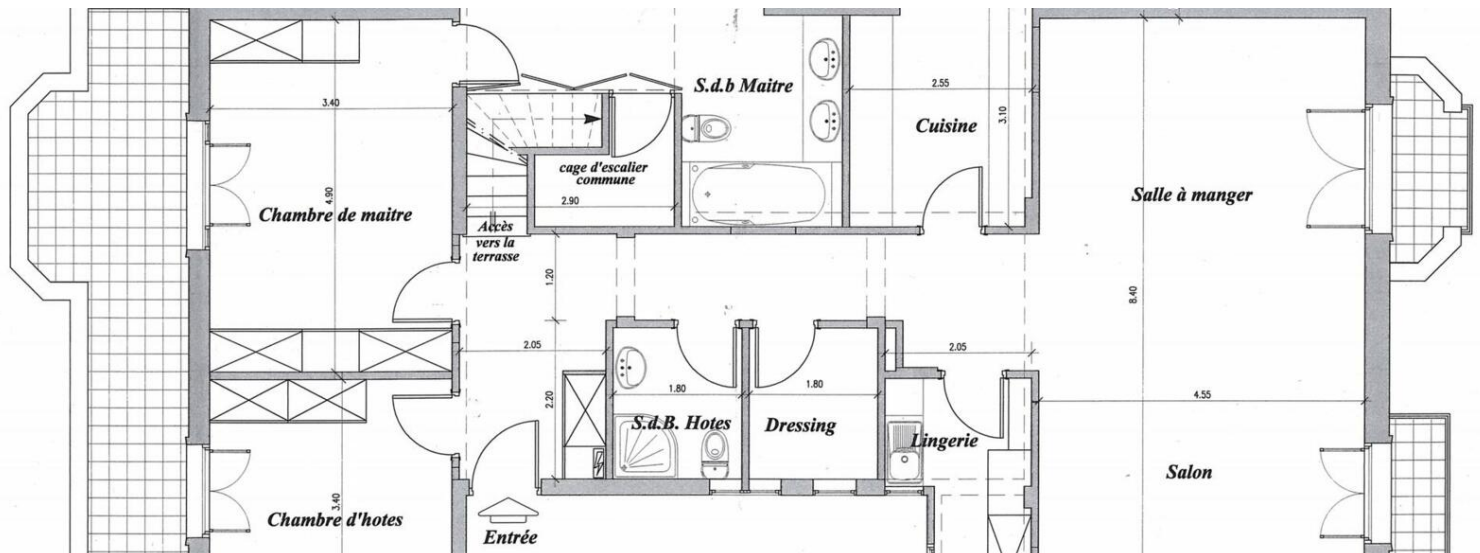 S.d.b Maitre
2.55
3.40
Cuisine
3.10
cage d'escalier
commune
Salle à manger
4.90
Chambre de maitre
2.90
Accès
vers la
terrasse
1.20
8.40
2.05
2.05
1.80
1.80
4.55
2.20
S.d.B. Hotes
Dressing
Lingerie
Salon
3.40
Chambre d'hotes
Entrée